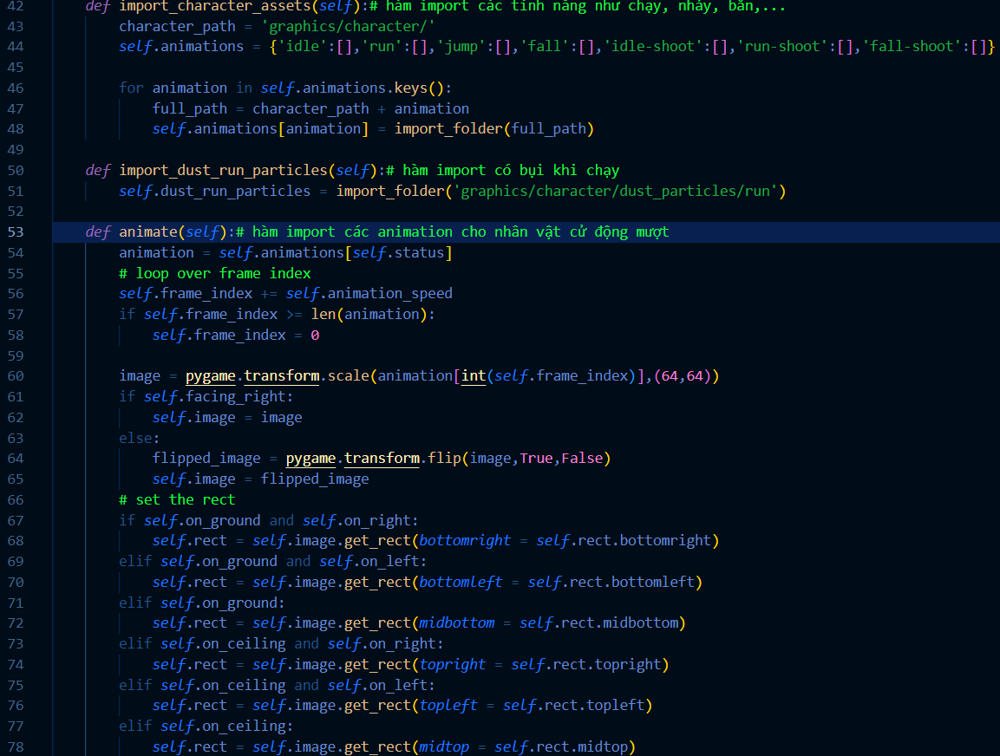 42 def import_character_assets(self):# hàm import các tính năng như chạy, nhảy, bắn,...
43 character_path = 'graphics/character/'
44 self.animations = {'idle':[],'run':[],'jump':[],'fall':[],'idle-shoot':[],'run-shoot':[],'fall-shoot':[]}
45
46 for animation in self.animations.keys():
47 full_path = character_path + animation
48 self.animations[animation] = import_folder(full_path)
49
50 def import_dust_run_particles(self):# hàm import có bụi khi chạy
51 self.dust_run_particles = import_folder('graphics/character/dust_particles/run')
52
53 def animate(self):# hàm import các animation cho nhân vật cử động mượt
54 animation = self.animations[self.status]
55 # loop over frame index
56 self.frame_index += self.animation_speed
57 if self.frame_index >= len(animation):
58 self.frame_index = 0
59
60 image = pygame.transform.scale(animation[int(self.frame_index)],(64,64))
61 if self.facing_right:
62 self.image = image
63 else:
64 flipped_image = pygame.transform.flip(image,True,False)
65 self.image = flipped_image
66 # set the rect
67 if self.on_ground and self.on_right:
68 self.rect = self.image.get_rect(bottomright = self.rect.bottomright)
69 elif self.on_ground and self.on_left:
70 self.rect = self.image.get_rect(bottomleft = self.rect.bottomleft)
71 elif self.on_ground:
72 self.rect = self.image.get_rect(midbottom = self.rect.midbottom)
73 elif self.on_ceiling and self.on_right:
74 self.rect = self.image.get_rect(topright = self.rect.topright)
75 elif self.on_ceiling and self.on_left:
76 self.rect = self.image.get_rect(topleft = self.rect.topleft)
77 elif self.on_ceiling:
78 self.rect = self.image.get_rect(midtop = self.rect.midtop)